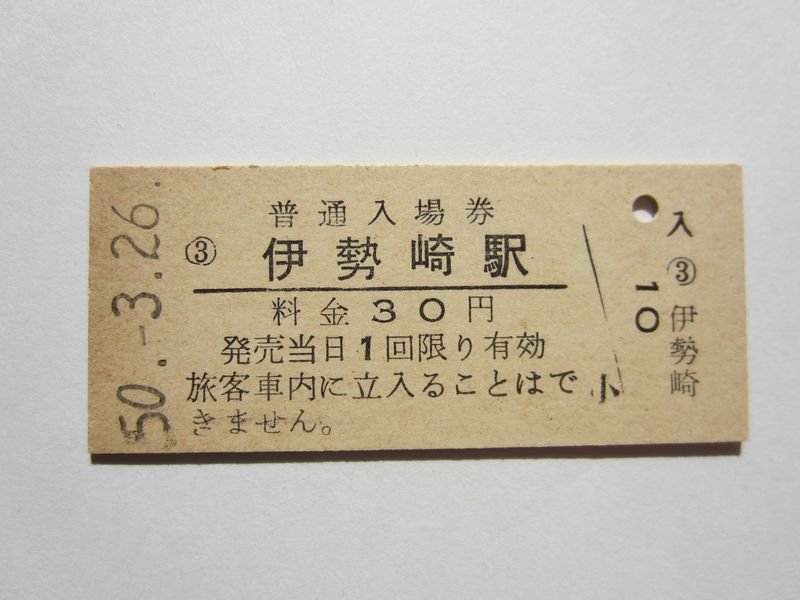 50.-3.26.
普通入場券
③ 伊勢崎駅
料金30円
発売当日1回限り有効
旅客車内に立入ることはで
きません。
小
10
入 ③ 伊勢崎